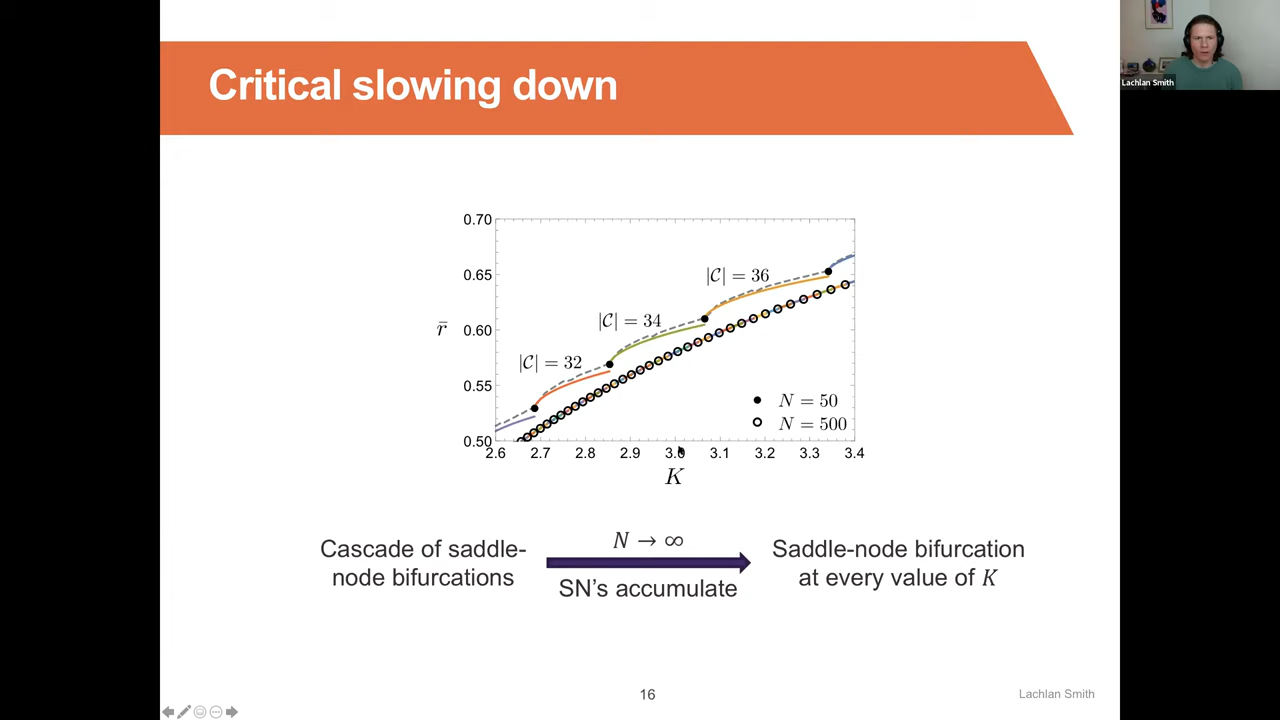 Critical slowing down
Lachlan Smith
0.70
0.65
0.60
0.55
0.50
r̄
|𝒞| = 36
|𝒞| = 34
|𝒞| = 32
N = 50
N = 500
2.6 2.7 2.8 2.9 3.0 3.1 3.2 3.3 3.4
K
Cascade of saddle-
node bifurcations
N → ∞
SN's accumulate
Saddle-node bifurcation
at every value of K
16
Lachlan Smith